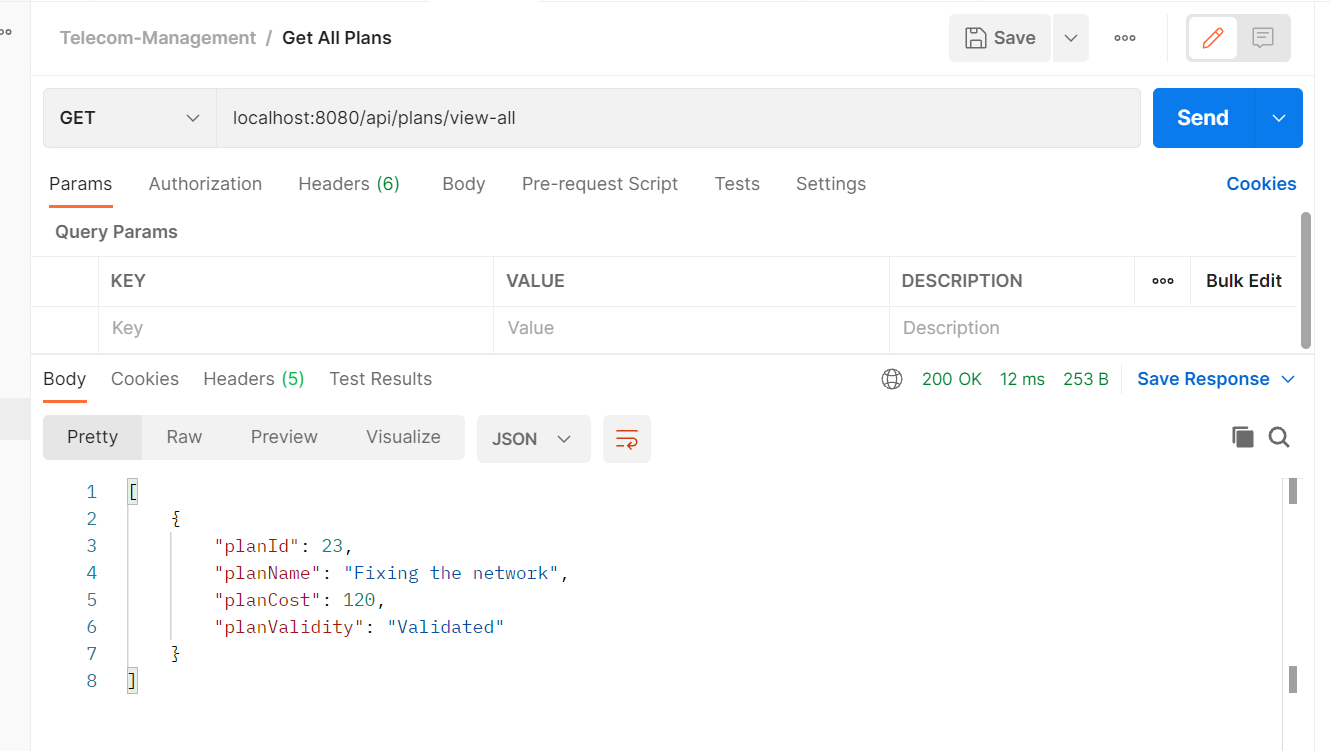 Telecom-Management / Get All Plans
Save
GET
localhost:8080/api/plans/view-all
Send
Params Authorization Headers (6) Body Pre-request Script Tests Settings Cookies
Query Params
KEY VALUE DESCRIPTION Bulk Edit
Key Value Description
Body Cookies Headers (5) Test Results 200 OK 12 ms 253 B Save Response
Pretty Raw Preview Visualize JSON
1 [
2 {
3 "planId": 23,
4 "planName": "Fixing the network",
5 "planCost": 120,
6 "planValidity": "Validated"
7 }
8 ]